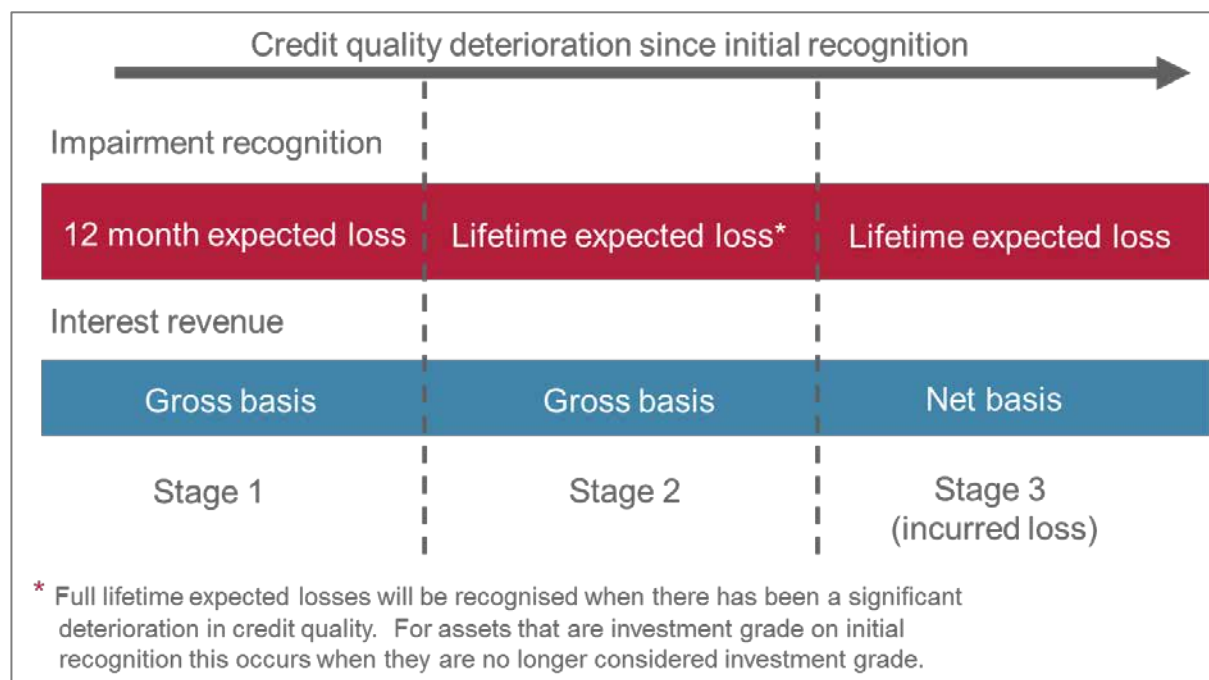 Credit quality deterioration since initial recognition
Impairment recognition
12 month expected loss
Lifetime expected loss*
Lifetime expected loss
Interest revenue
Gross basis
Gross basis
Net basis
Stage 1
Stage 2
Stage 3
(incurred loss)
* Full lifetime expected losses will be recognised when there has been a significant
deterioration in credit quality. For assets that are investment grade on initial
recognition this occurs when they are no longer considered investment grade.